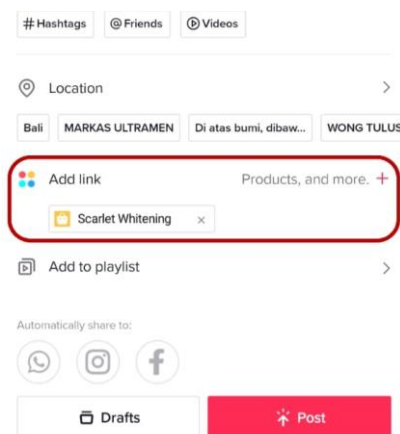 # Hashtags @ Friends Videos
Location
Bali MARKAS ULTRAMEN Di atas bumi, dibaw... WONG TULUS
Add link Products, and more. +
Scarlet Whitening ×
Add to playlist
Automatically share to:
Drafts Post